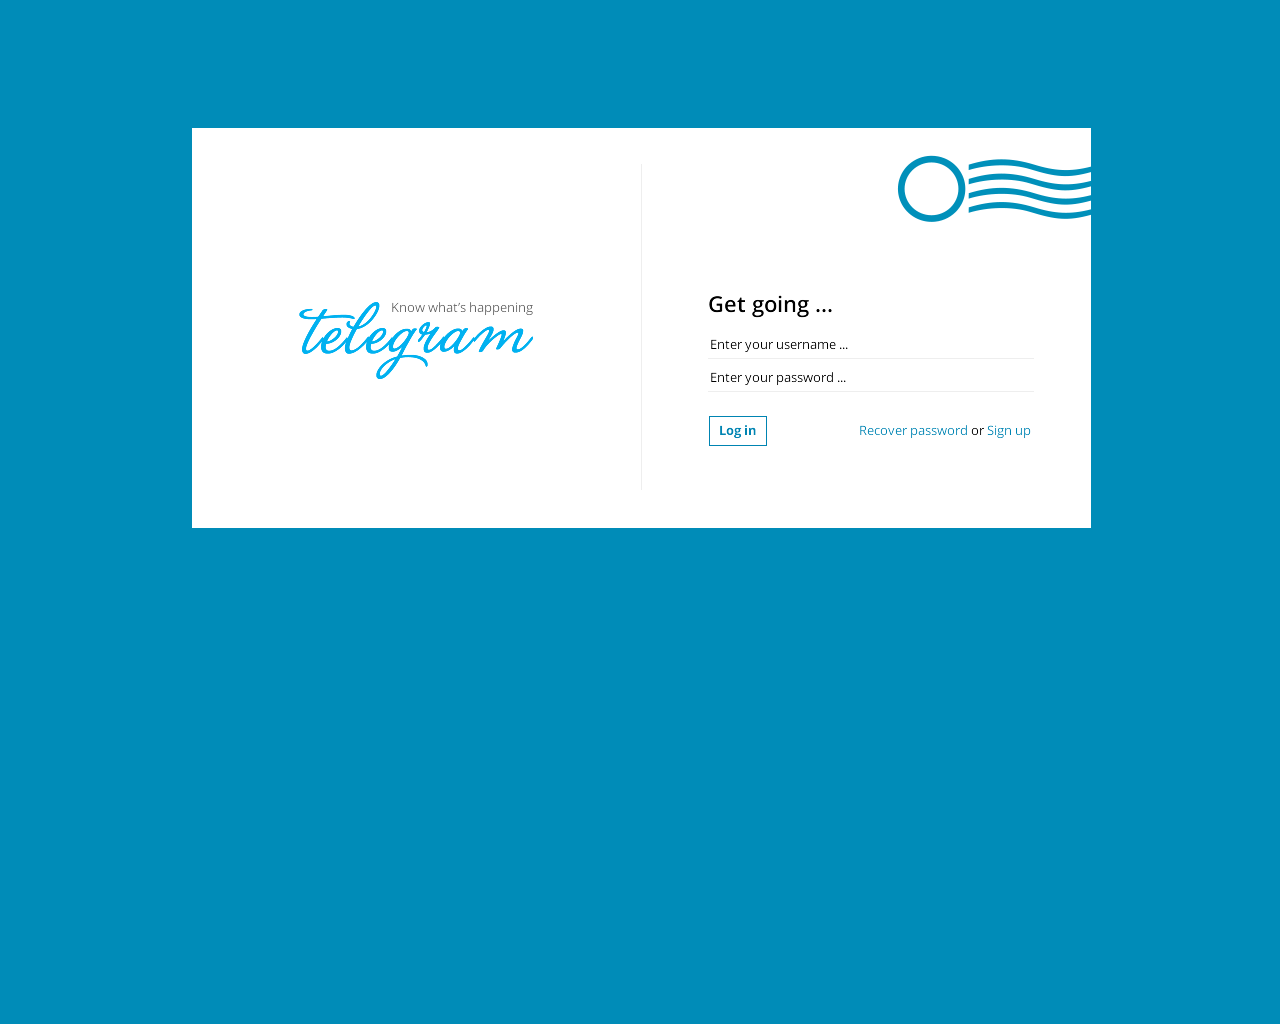 Know what's happening
telegram
Get going ...
Enter your username ...
Enter your password ...
Log in
Recover password or Sign up